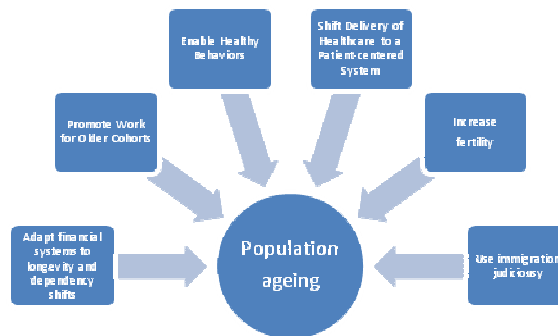 Enable Healthy
Behaviors
Shift Delivery of
Healthcare to a
Patient-centered
System
Promote Work
for Older Cohorts
Increase
fertility
Adapt financial
systems to
longevity and
dependency
shifts
Population
ageing
Use immigration
judiciousy